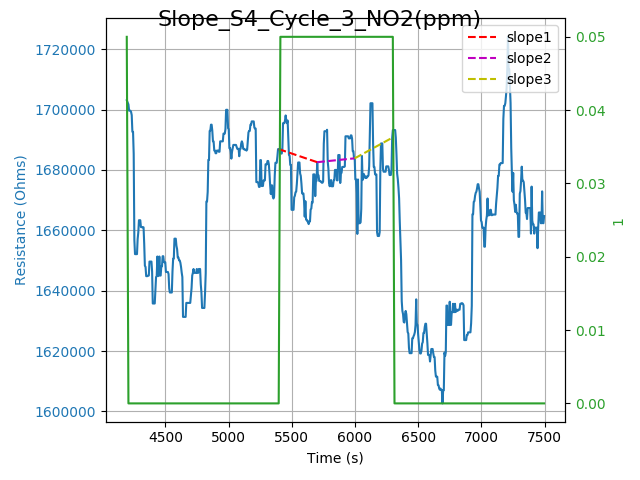 Slope_S4_Cycle_3_NO2(ppm)
slope1
slope2
slope3
Resistance (Ohms)
1720000
1700000
1680000
1660000
1640000
1620000
1600000
0.05
0.04
0.03
0.02
0.01
0.00
1
4500 5000 5500 6000 6500 7000 7500
Time (s)